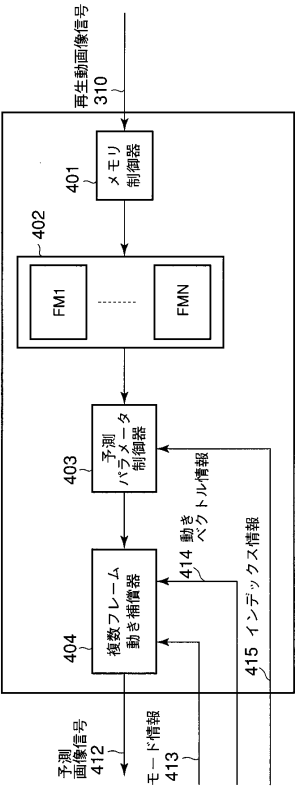 再生動画像信号
310
401
メモリ
制御器
402
FM1
FMN
403
予測
パラメータ
制御器
404
複数フレーム
動き補償器
予測
画像信号
412
モード情報
413
414 動き
ベクトル情報
415 インデックス情報